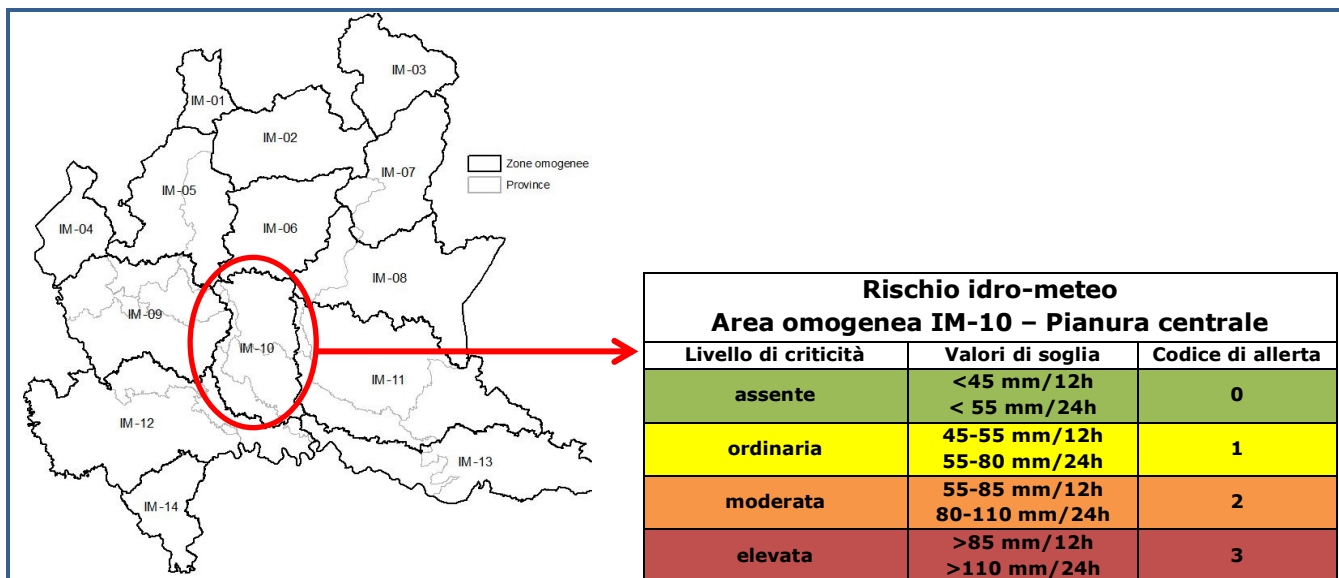 IM-03
IM-01
IM-02
Zone omogenee
Province
IM-07
IM-05
IM-06
IM-04
IM-08
IM-09
IM-10
IM-11
IM-12
IM-13
IM-14
Rischio idro-meteo
Area omogenea IM-10 – Pianura centrale
Livello di criticità Valori di soglia Codice di allerta
assente <45 mm/12h 0
< 55 mm/24h
ordinaria 45-55 mm/12h 1
55-80 mm/24h
moderata 55-85 mm/12h 2
80-110 mm/24h
elevata >85 mm/12h 3
>110 mm/24h